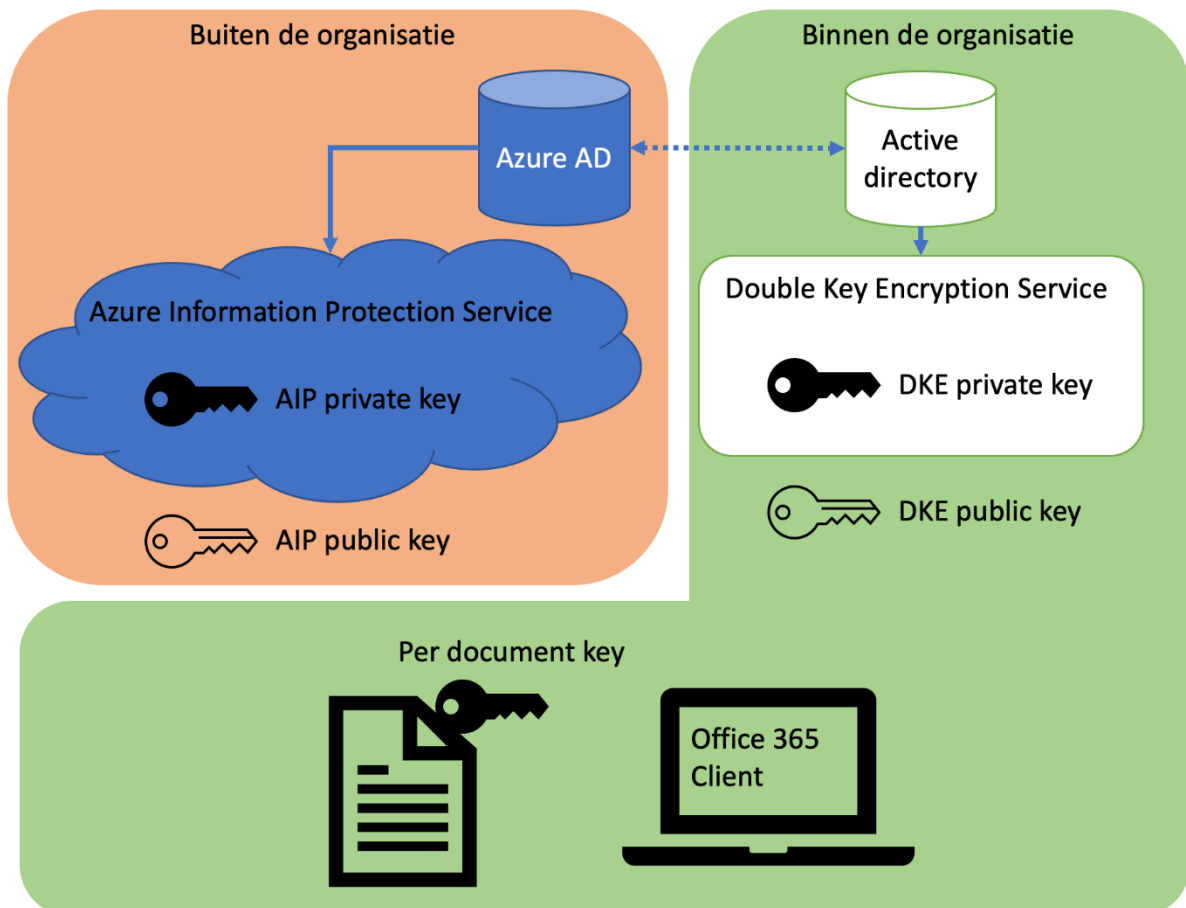 Buiten de organisatie
Binnen de organisatie
Azure AD
Active
directory
Azure Information Protection Service
AIP private key
AIP public key
Double Key Encryption Service
DKE private key
DKE public key
Per document key
Office 365
Client